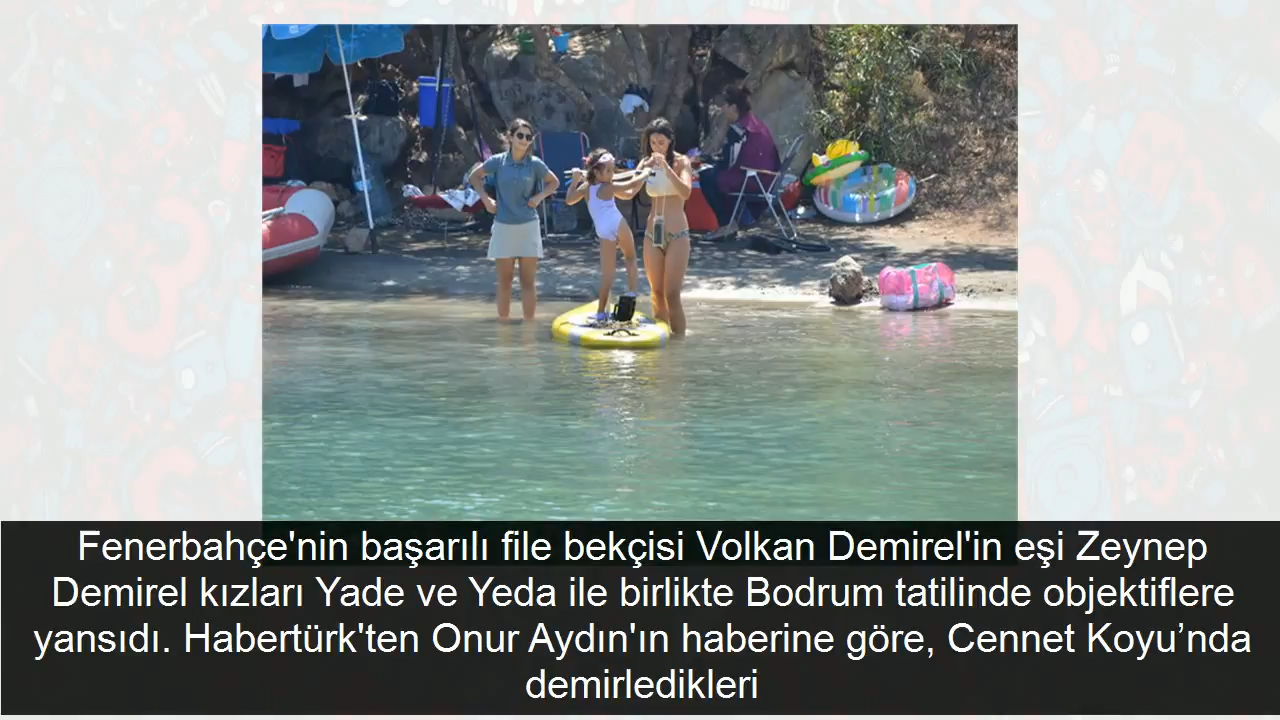 Fenerbahçe'nin başarılı file bekçisi Volkan Demirel'in eşi Zeynep
Demirel kızları Yade ve Yeda ile birlikte Bodrum tatilinde objektiflere
yansıdı. Habertürk'ten Onur Aydın'ın haberine göre, Cennet Koyu’nda
demirledikleri